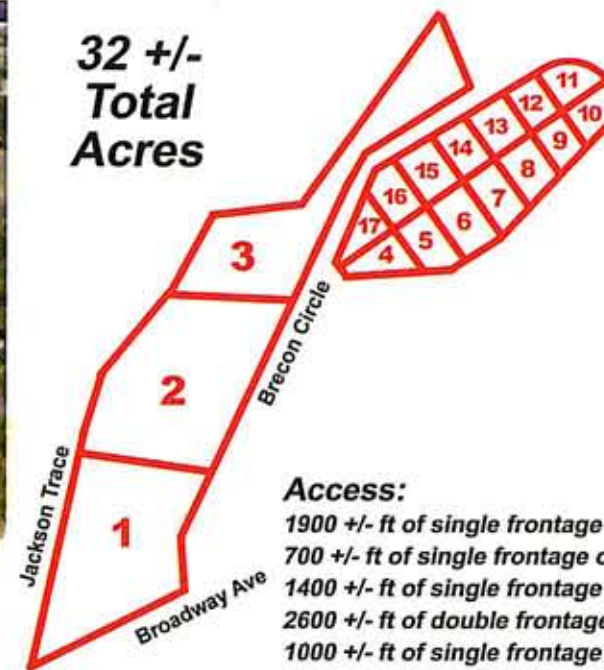 32 +/-
Total
Acres
11
12
10
13
9
14
8
15
7
16
6
17
5
4
3
Brecon Circle
2
Jackson Trace
1
Broadway Ave
Access:
1900 +/- ft of single frontage
700 +/- ft of single frontage
1400 +/- ft of single frontage
2600 +/- ft of double frontage
1000 +/- ft of single frontage